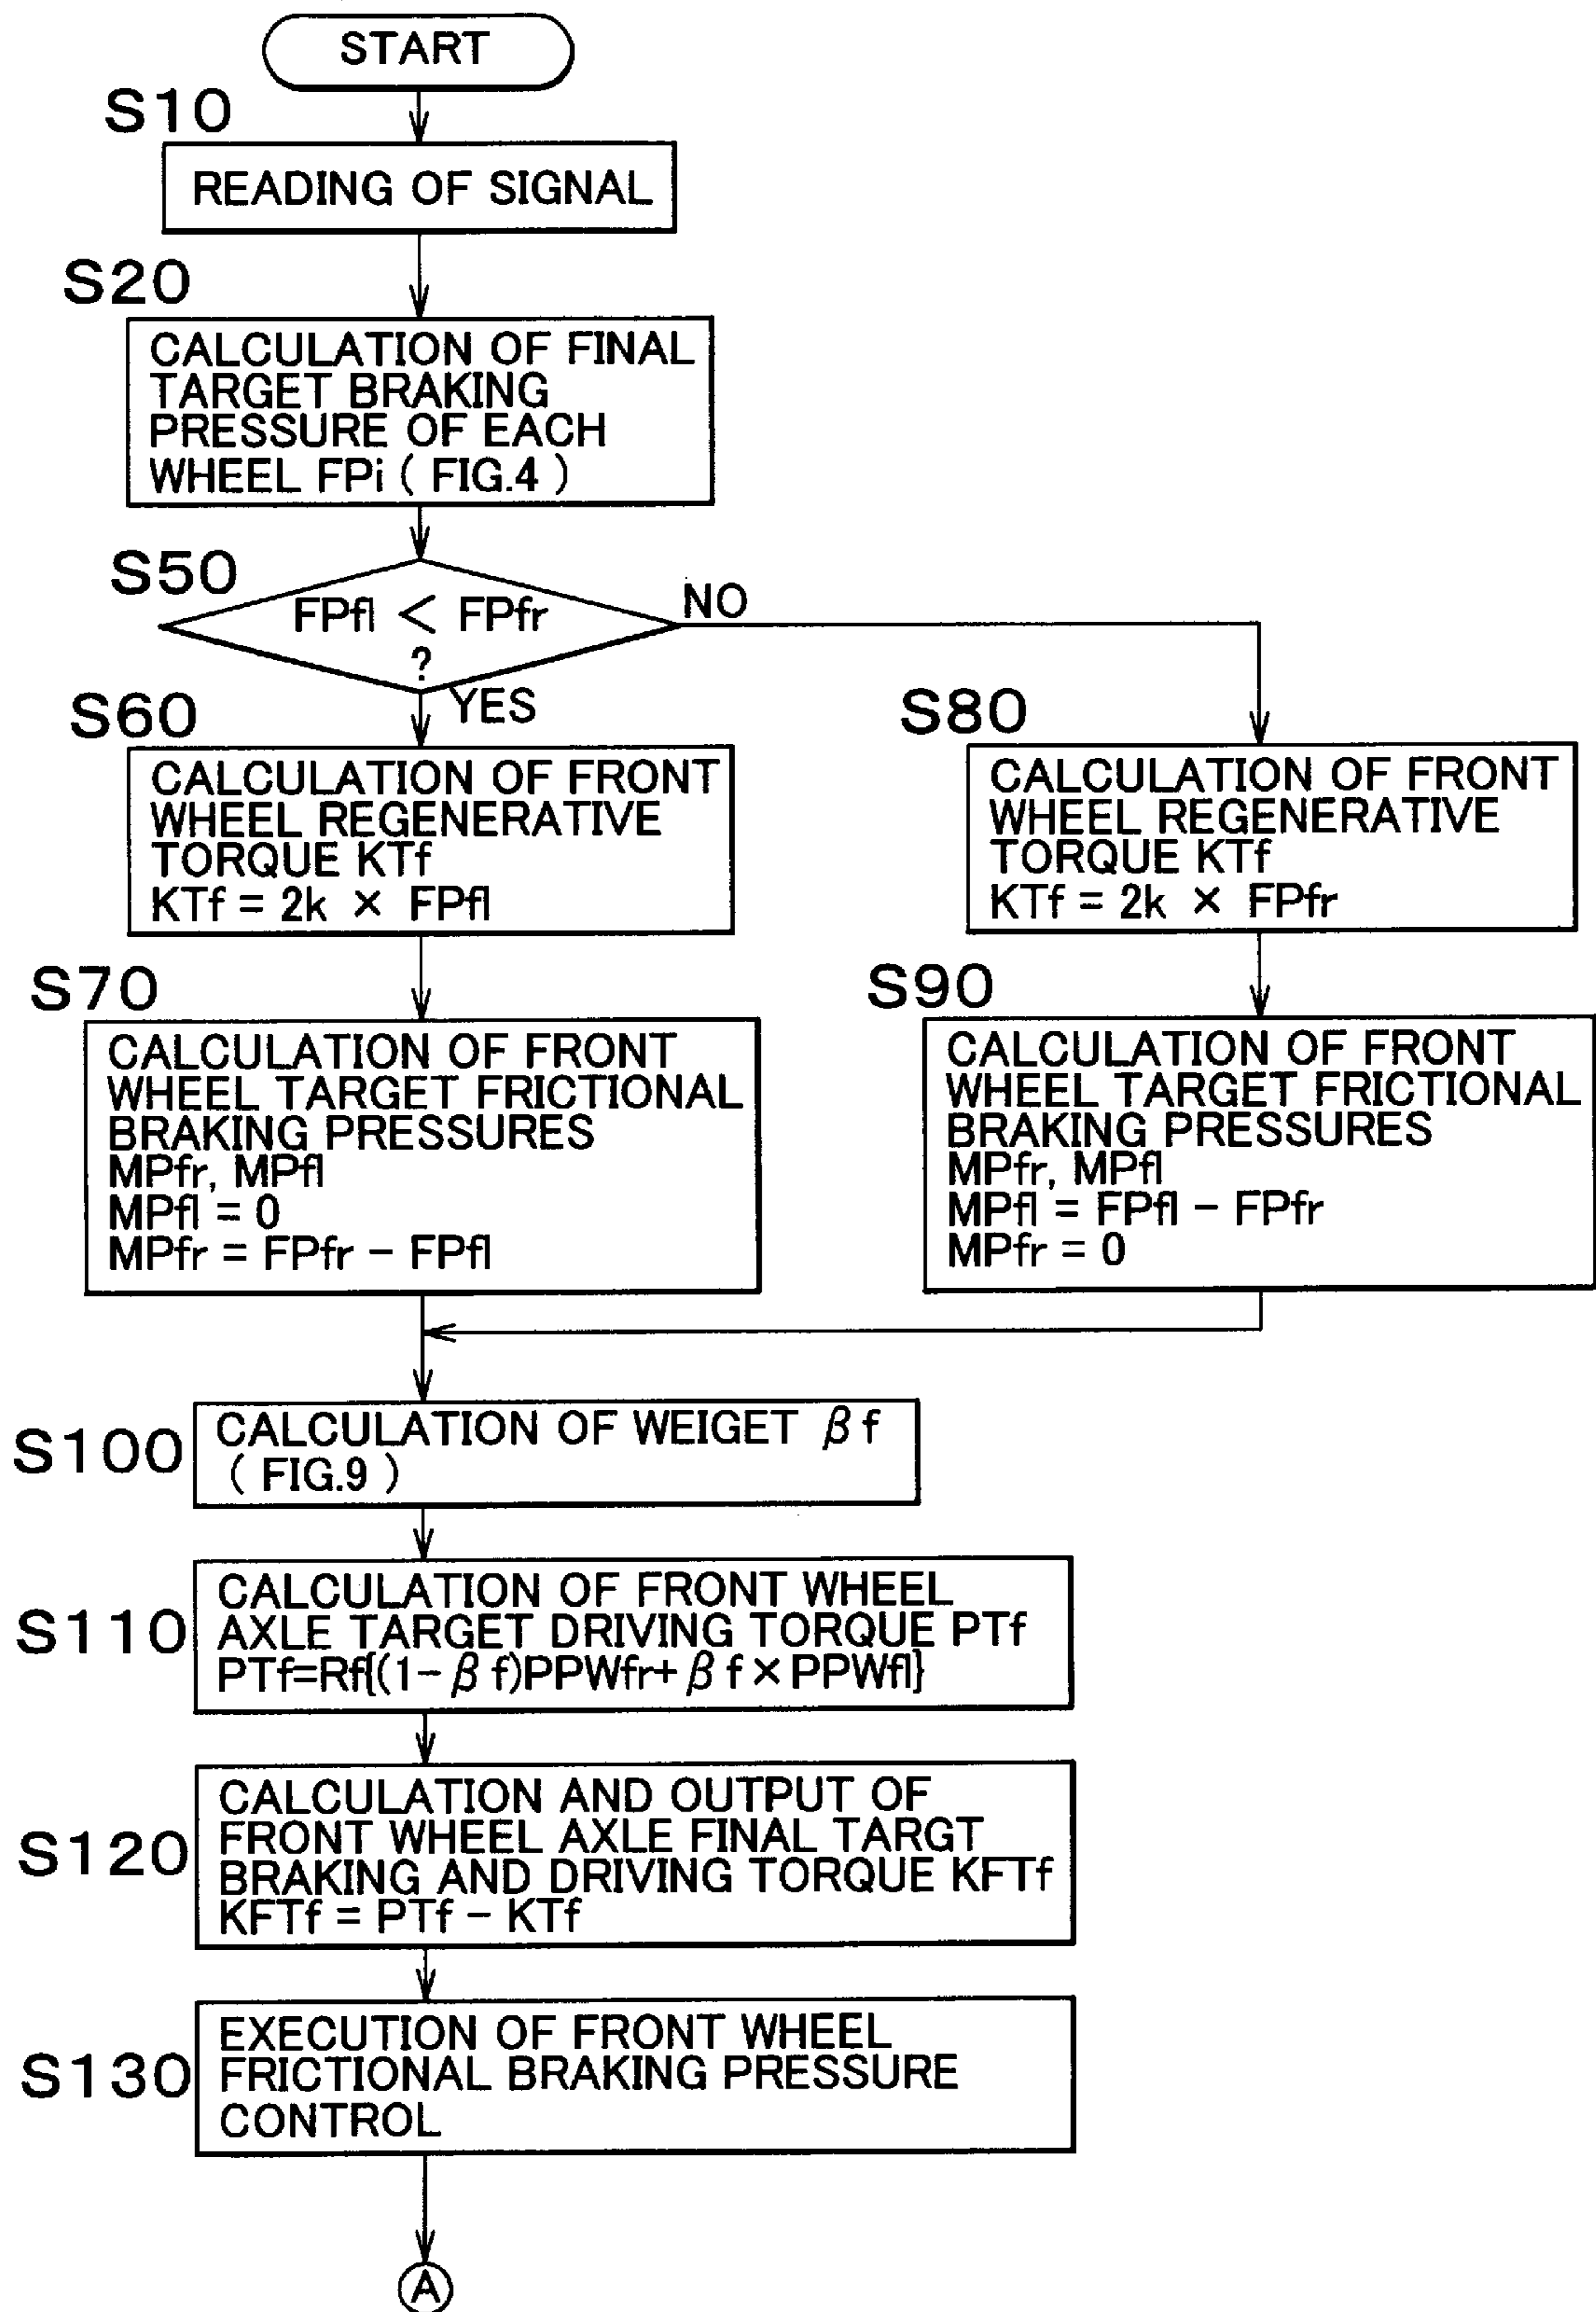 START
S10
READING OF SIGNAL
S20
CALCULATION OF FINAL
TARGET BRAKING
PRESSURE OF EACH
WHEEL FPi ( FIG.4 )
S50
FPfl < FPfr
?
NO
YES
S60
CALCULATION OF FRONT
WHEEL REGENERATIVE
TORQUE KTf
KTf = 2k × FPfl
S80
CALCULATION OF FRONT
WHEEL REGENERATIVE
TORQUE KTf
KTf = 2k × FPfr
S70
CALCULATION OF FRONT
WHEEL TARGET FRICTIONAL
BRAKING PRESSURES
MPfr, MPfl
MPfl = 0
MPfr = FPfr − FPfl
S90
CALCULATION OF FRONT
WHEEL TARGET FRICTIONAL
BRAKING PRESSURES
MPfr, MPfl
MPfl = FPfl − FPfr
MPfr = 0
S100
CALCULATION OF WEIGET β f
( FIG.9 )
S110
CALCULATION OF FRONT WHEEL
AXLE TARGET DRIVING TORQUE PTf
PTf=Rf{(1−β f)PPWfr+β f × PPWfl}
S120
CALCULATION AND OUTPUT OF
FRONT WHEEL AXLE FINAL TARGT
BRAKING AND DRIVING TORQUE KFTf
KFTf = PTf − KTf
S130
EXECUTION OF FRONT WHEEL
FRICTIONAL BRAKING PRESSURE
CONTROL
A